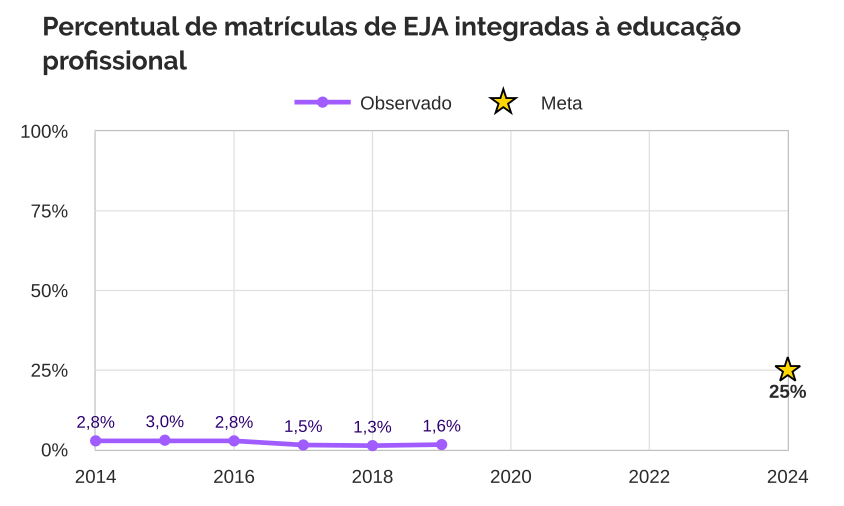 Percentual de matrículas de EJA integradas à educação
profissional
Observado Meta
100%
75%
50%
25%
25%
2,8% 3,0% 2,8% 1,5% 1,3% 1,6%
0%
2014 2016 2018 2020 2022 2024